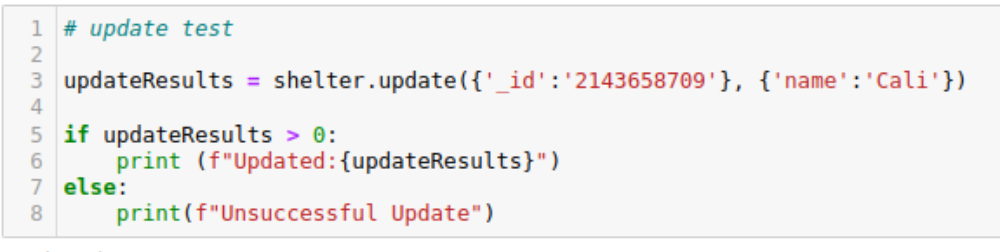 1 # update test
2
3 updateResults = shelter.update({'_id':'2143658709'}, {'name':'Cali'})
4
5 if updateResults > 0:
6     print (f"Updated:{updateResults}")
7 else:
8     print(f"Unsuccessful Update")